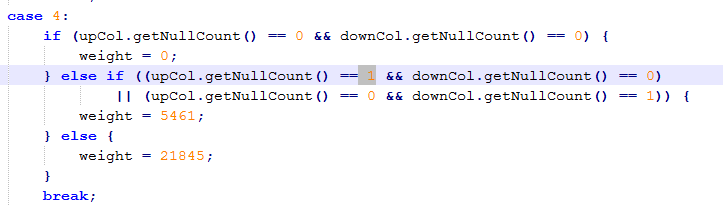 case 4:
if (upCol.getNullCount() == 0 && downCol.getNullCount() == 0) {
weight = 0;
} else if ((upCol.getNullCount() == 1 && downCol.getNullCount() == 0)
|| (upCol.getNullCount() == 0 && downCol.getNullCount() == 1)) {
weight = 5461;
} else {
weight = 21845;
}
break;